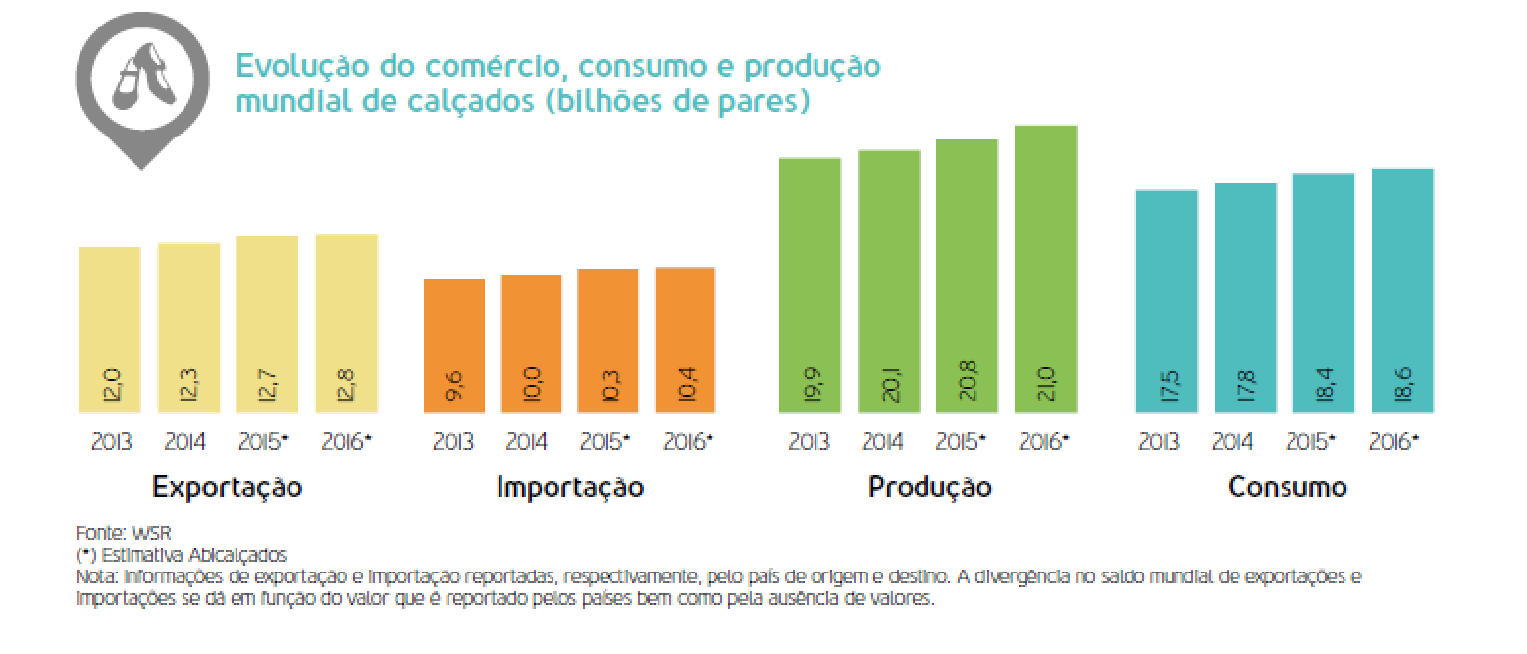 Evolução do comércio, consumo e produção
mundial de calçados (bilhões de pares)
12,0 12,3 12,7 12,8 9,6 10,0 10,3 10,4 19,9 20,1 20,8 21,0 17,5 17,8 18,4 18,6
2013 2014 2015* 2016* 2013 2014 2015* 2016* 2013 2014 2015* 2016* 2013 2014 2015* 2016*
Exportação Importação Produção Consumo
Fonte: WSR
(*) Estimativa Abicalçados
Nota: Informações de exportação e importação reportadas, respectivamente, pelo país de origem e destino. A divergência no saldo mundial de exportações e
importações se dá em função do valor que é reportado pelos países bem como pela ausência de valores.